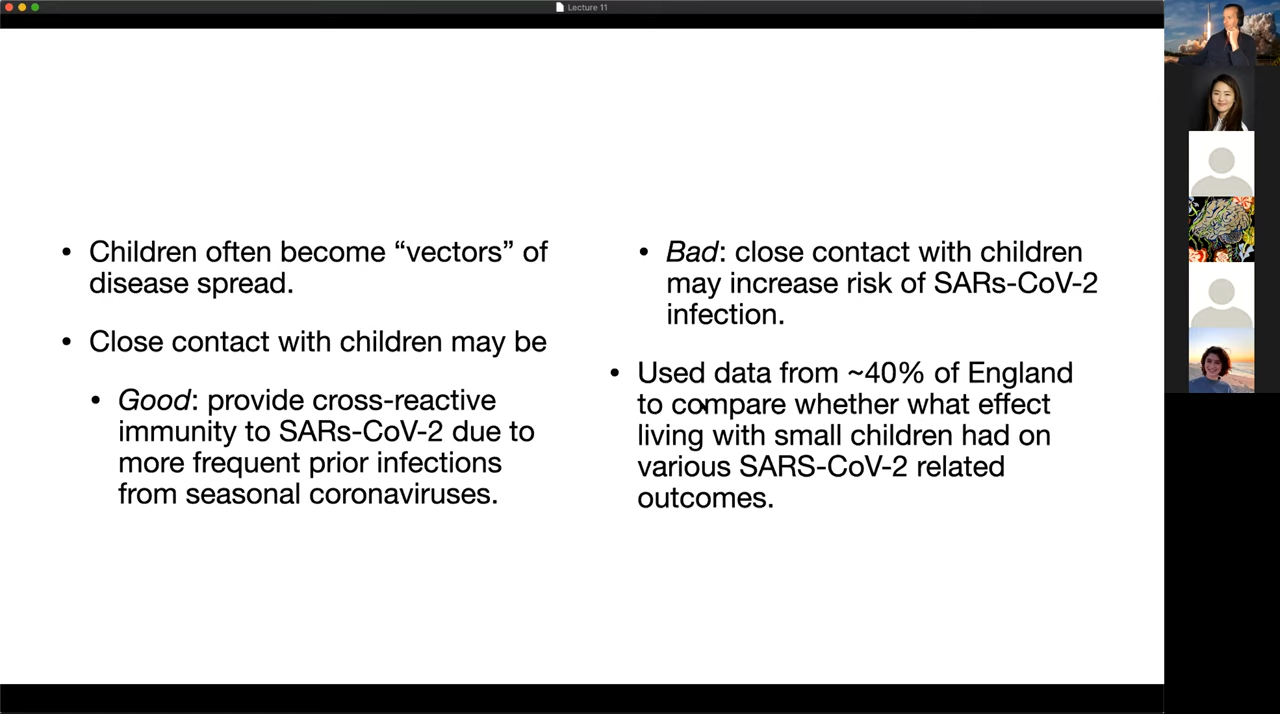 Lecture 11
• Children often become “vectors” of
disease spread.
• Close contact with children may be
• Good: provide cross-reactive
immunity to SARs-CoV-2 due to
more frequent prior infections
from seasonal coronaviruses.
• Bad: close contact with children
may increase risk of SARs-CoV-2
infection.
• Used data from ~40% of England
to compare whether what effect
living with small children had on
various SARS-CoV-2 related
outcomes.